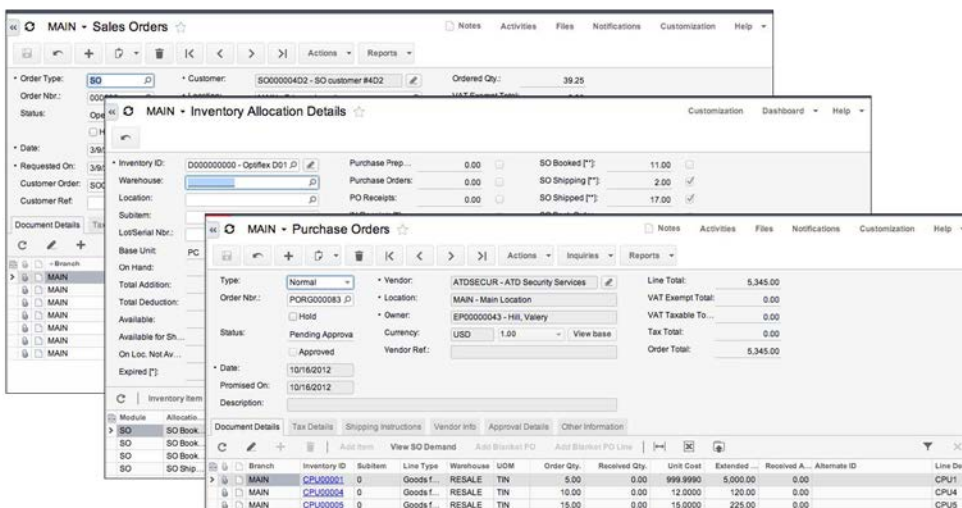 MAIN - Sales Orders
Notes Activities Files Notifications Customization Help
Actions Reports
Order Type: SO Customer: SO000004D2 - SO customer #4D2 Ordered Qty.: 39.25
Order Nbr.:
Status:
Date:
Requested On:
Customer Order:
Customer Ref:
Document Details
Branch
MAIN
MAIN
MAIN
MAIN
MAIN
MAIN
MAIN
MAIN - Inventory Allocation Details
Customization Dashboard Help
Inventory ID: D000000000 - Optiflex D01 Purchase Prep... 0.00 SO Booked [**]: 11.00
Warehouse: Purchase Orders: 0.00 SO Shipping [**]: 2.00
Location: PO Receipts: 0.00 SO Shipped [**]: 17.00
Subitem:
Lot/Serial Nbr.:
Base Unit: PC
On Hand:
Total Addition:
Total Deduction:
Available:
Available for Sh...
On Loc. Not Av...
Expired [*]:
Inventory Item
Module Allocatio...
SO SO Book
SO SO Book
SO SO Book
SO SO Ship
MAIN - Purchase Orders
Notes Activities Files Notifications Customization Help
Actions Inquiries Reports
Type: Normal Vendor: ATDSECUR - ATD Security Services Line Total: 5,345.00
Order Nbr.: PORG000083 Location: MAIN - Main Location VAT Exempt Total: 0.00
Hold Owner: EP00000043 - Hill, Valery VAT Taxable To... 0.00
Status: Pending Approva Currency: USD 1.00 View base Tax Total: 0.00
Approved Vendor Ref.: Order Total: 5,345.00
Date: 10/16/2012
Promised On: 10/16/2012
Description:
Document Details Tax Details Shipping Instructions Vendor Info Approval Details Other Information
Add Item View SO Demand Add Blanket PO Add Blanket PO Line
Branch Inventory ID Subitem Line Type Warehouse UOM Order Qty. Received Qty. Unit Cost Extended ... Received A... Alternate ID Line De
MAIN CPU00001 0 Goods f... RESALE TIN 5.00 0.00 999.9990 5,000.00 0.00 CPU1
MAIN CPU00004 0 Goods f... RESALE TIN 10.00 0.00 12.0000 120.00 0.00 CPU4
MAIN CPU00005 0 Goods f... RESALE TIN 15.00 0.00 15.0000 225.00 0.00 CPU5